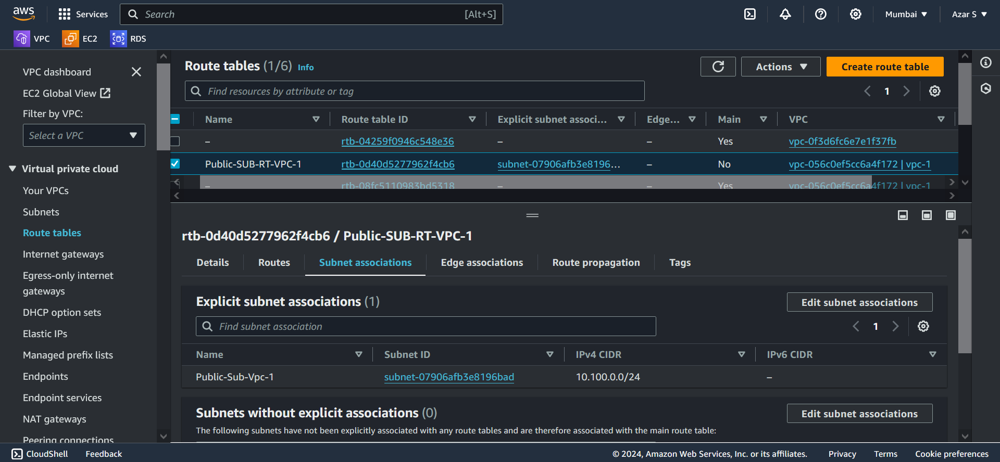 aws
Services
Search
[Alt+S]
Mumbai
Azar S
VPC
EC2
RDS
VPC dashboard
EC2 Global View
Filter by VPC:
Select a VPC
Virtual private cloud
Your VPCs
Subnets
Route tables
Internet gateways
Egress-only internet
gateways
DHCP option sets
Elastic IPs
Managed prefix lists
Endpoints
Endpoint services
NAT gateways
Peering connections
Route tables (1/6) Info
Actions
Create route table
Find resources by attribute or tag
1
Name Route table ID Explicit subnet associ... Edge... Main VPC
– rtb-04259f0946c548e36 – – Yes vpc-0f3d6fc6e7e1f37fb
Public-SUB-RT-VPC-1 rtb-0d40d5277962f4cb6 subnet-07906afb3e8196... – No vpc-056c0ef5cc6a4f172 | vpc-1
– rtb-08fc5110983bd5318 – – Yes vpc-056c0ef5cc6a4f172 | vpc-1
rtb-0d40d5277962f4cb6 / Public-SUB-RT-VPC-1
Details Routes Subnet associations Edge associations Route propagation Tags
Explicit subnet associations (1)
Edit subnet associations
Find subnet association
1
Name Subnet ID IPv4 CIDR IPv6 CIDR
Public-Sub-Vpc-1 subnet-07906afb3e8196bad 10.100.0.0/24 –
Subnets without explicit associations (0)
Edit subnet associations
The following subnets have not been explicitly associated with any route tables and are therefore associated with the main route table:
CloudShell Feedback © 2024, Amazon Web Services, Inc. or its affiliates. Privacy Terms Cookie preferences